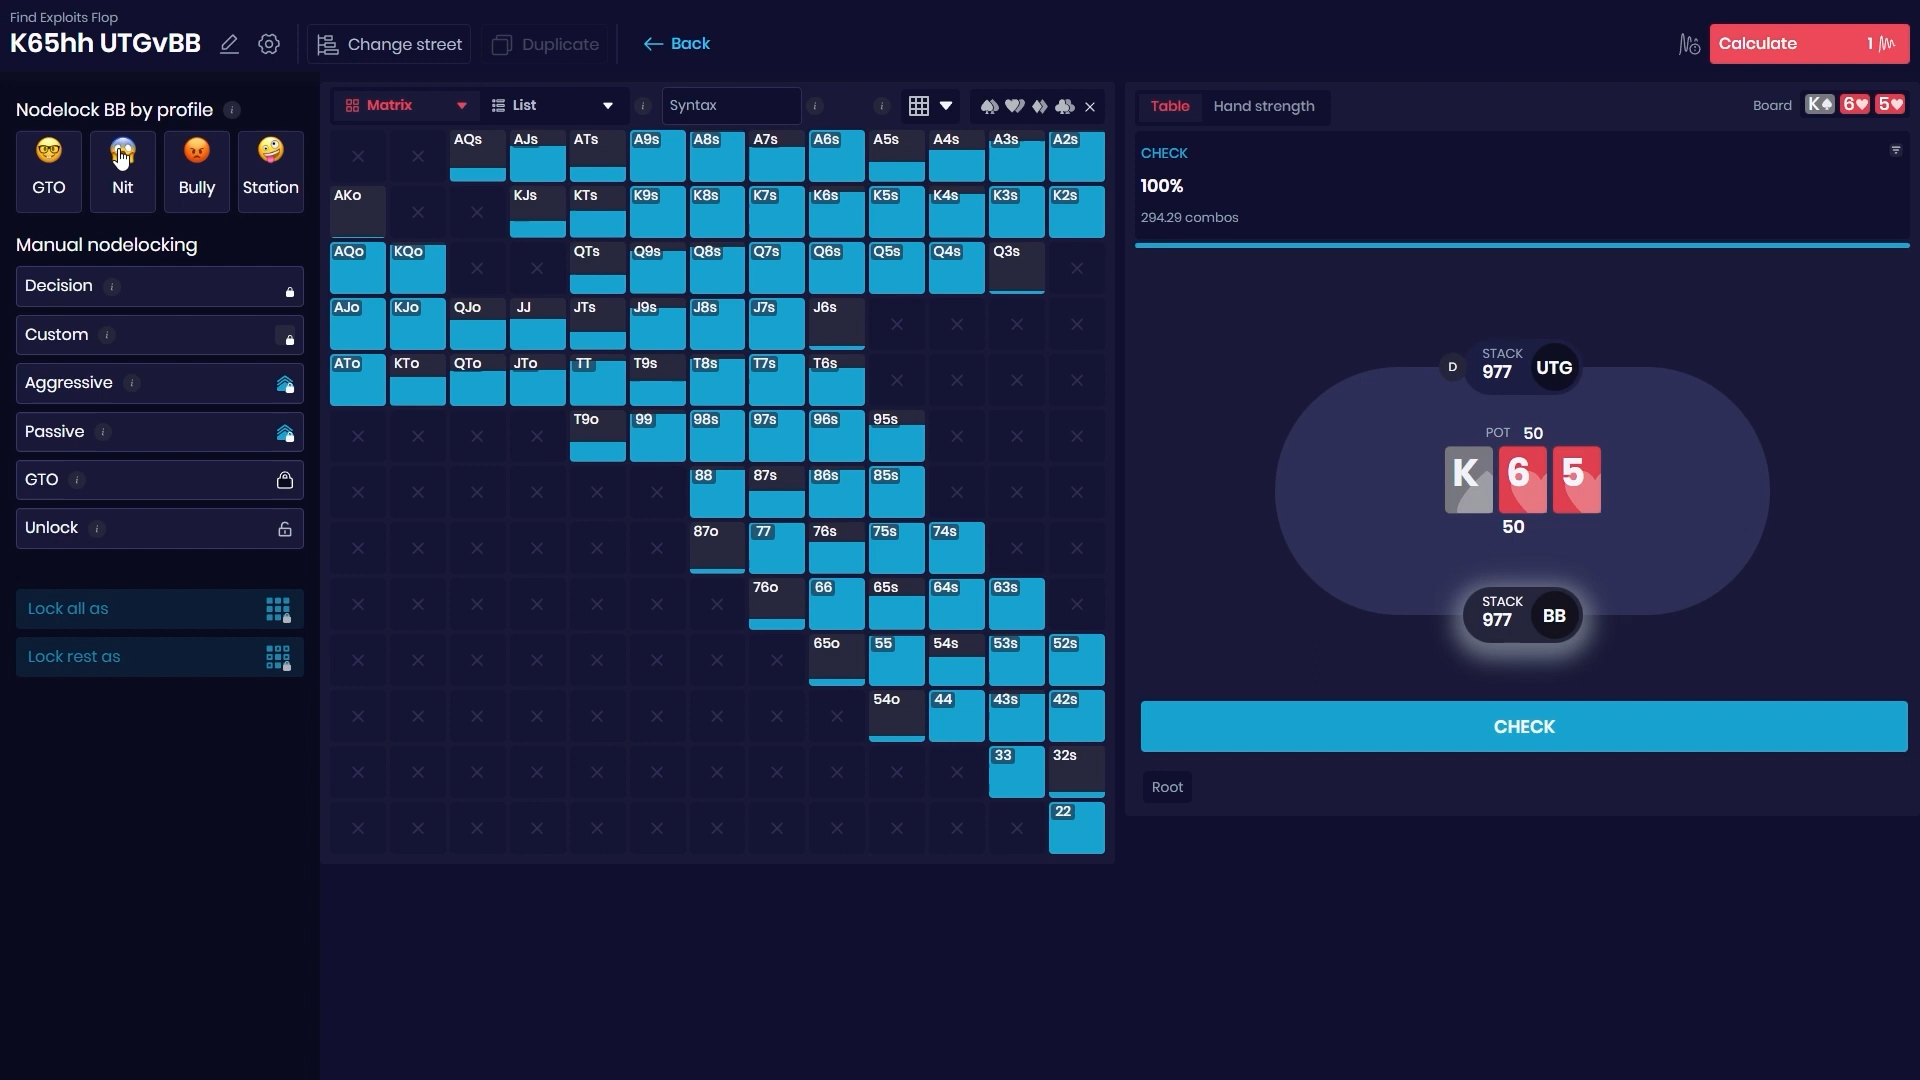 Find Exploits Flop
K65hh UTGvBB
Change street
Duplicate
Back
Calculate 1
Nodelock BB by profile i
GTO Nit Bully Station
Manual nodelocking
Decision i
Custom i
Aggressive i
Passive i
GTO i
Unlock i
Lock all as
Lock rest as
Matrix List i Syntax i i
AQs AJs ATs A9s A8s A7s A6s A5s A4s A3s A2s
AKo KJs KTs K9s K8s K7s K6s K5s K4s K3s K2s
AQo KQo QTs Q9s Q8s Q7s Q6s Q5s Q4s Q3s
AJo KJo QJo JJ JTs J9s J8s J7s J6s
ATo KTo QTo JTo TT T9s T8s T7s T6s
T9o 99 98s 97s 96s 95s
88 87s 86s 85s
87o 77 76s 75s 74s
76o 66 65s 64s 63s
65o 55 54s 53s 52s
54o 44 43s 42s
33 32s
22
Table Hand strength
Board K♠ 6♥ 5♥
CHECK
100%
294.29 combos
D STACK 977 UTG
POT 50
K 6 5
50
STACK 977 BB
CHECK
Root